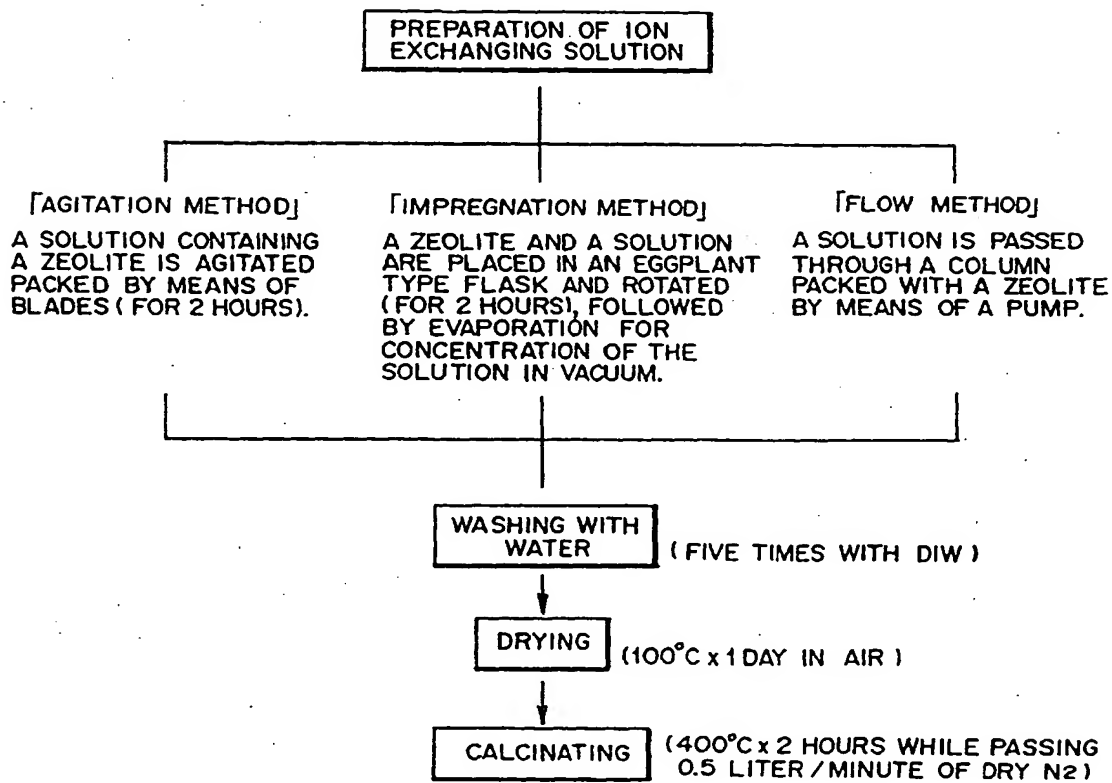 PREPARATION OF ION
EXCHANGING SOLUTION
「AGITATION METHOD」
A SOLUTION CONTAINING
A ZEOLITE IS AGITATED
PACKED BY MEANS OF
BLADES (FOR 2 HOURS).
「IMPREGNATION METHOD」
A ZEOLITE AND A SOLUTION
ARE PLACED IN AN EGGPLANT
TYPE FLASK AND ROTATED
(FOR 2 HOURS), FOLLOWED
BY EVAPORATION FOR
CONCENTRATION OF THE
SOLUTION IN VACUUM.
「FLOW METHOD」
A SOLUTION IS PASSED
THROUGH A COLUMN
PACKED WITH A ZEOLITE
BY MEANS OF A PUMP.
WASHING WITH
WATER
(FIVE TIMES WITH DIW)
DRYING
(100°C x 1 DAY IN AIR)
CALCINATING
(400°C x 2 HOURS WHILE PASSING
0.5 LITER/MINUTE OF DRY N2)